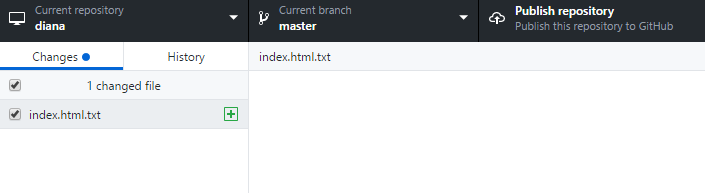 Current repository
diana
Current branch
master
Publish repository
Publish this repository to GitHub
Changes
History
index.html.txt
1 changed file
index.html.txt